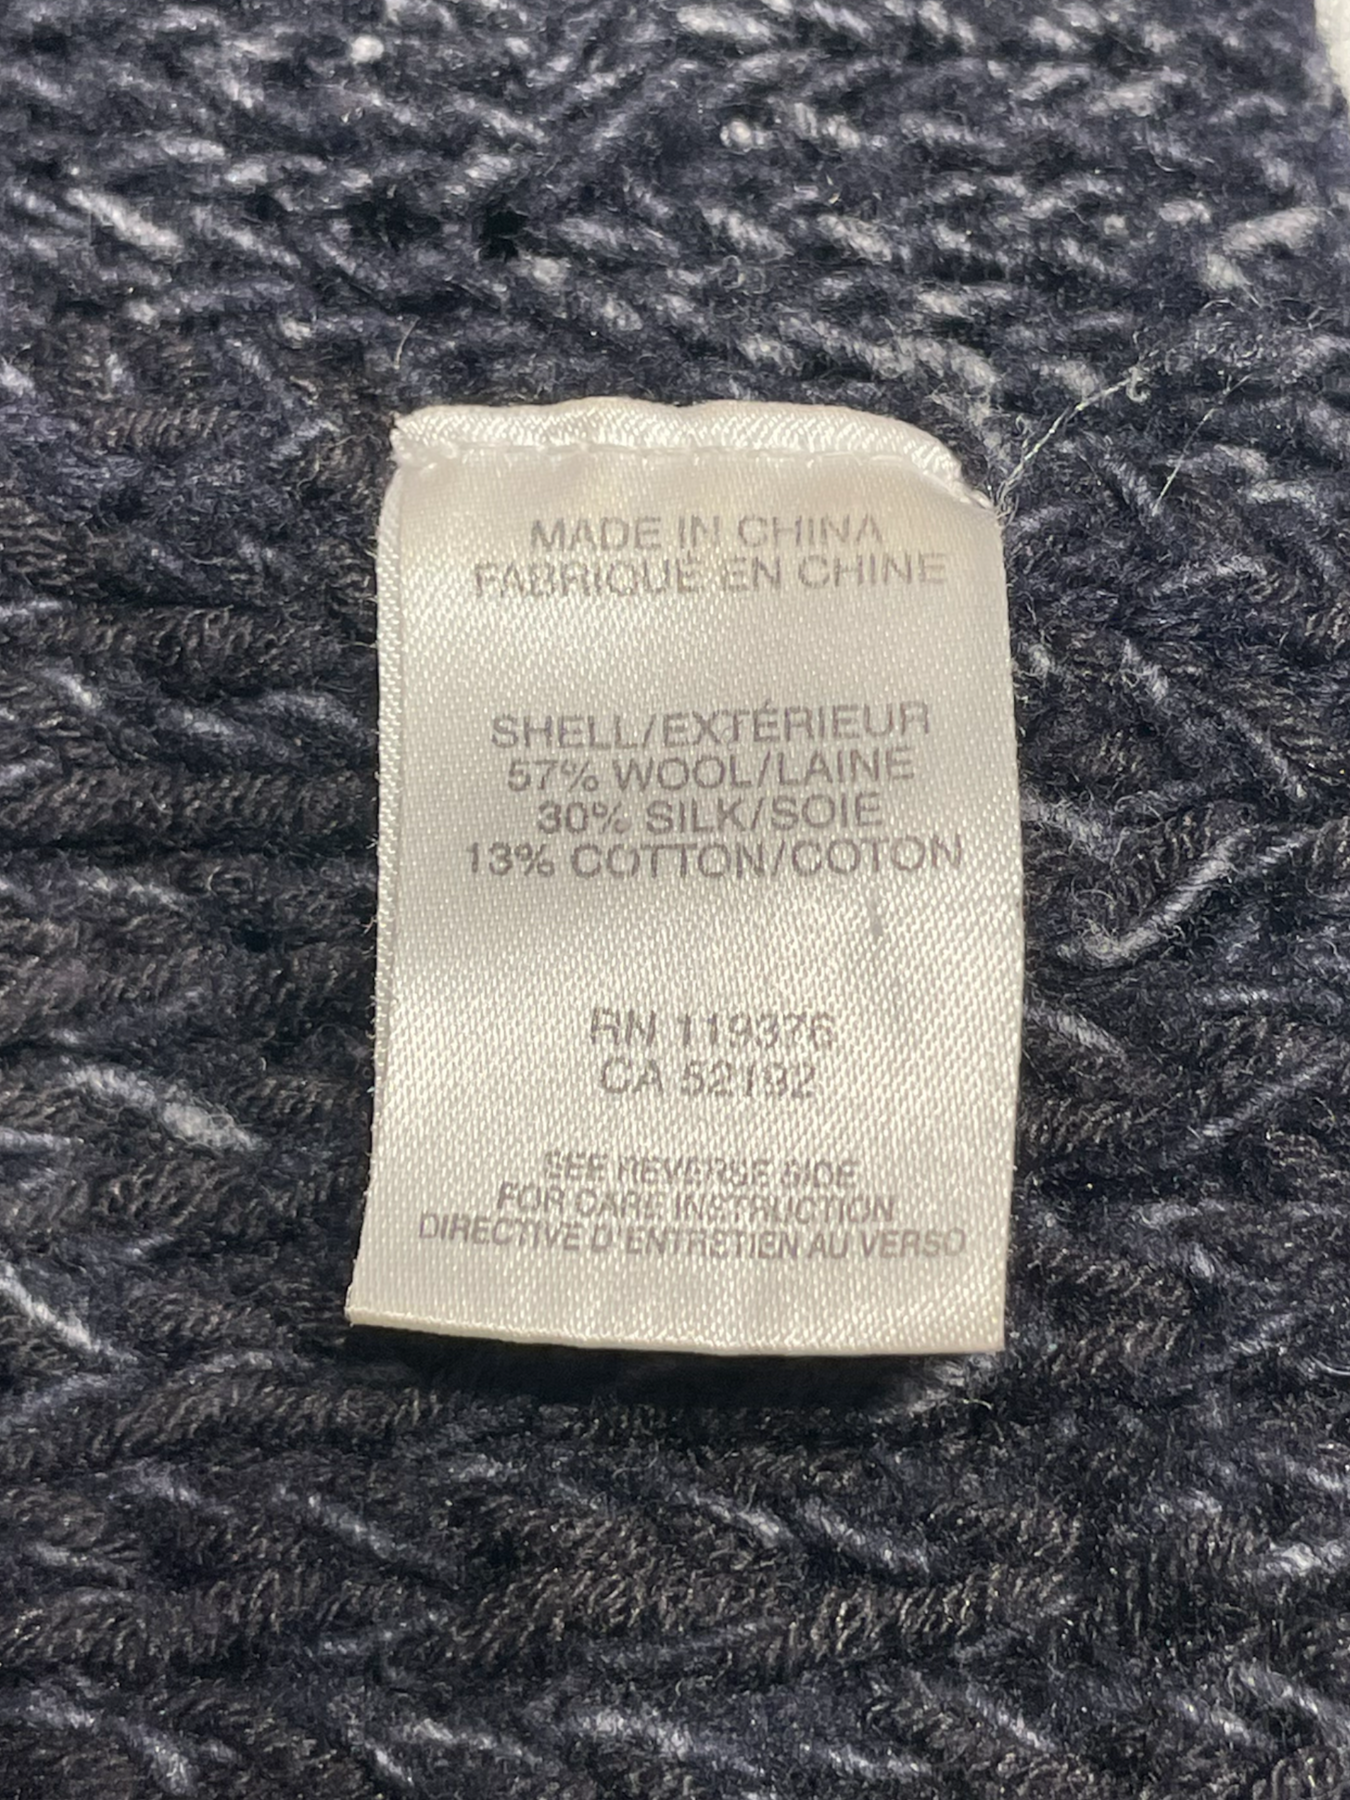 MADE IN CHINA
FABRIQUÉ EN CHINE
SHELL/EXTÉRIEUR
57% WOOL/LAINE
30% SILK/SOIE
13% COTTON/COTON
RN 119376
CA 52192
SEE REVERSE SIDE
FOR CARE INSTRUCTION
DIRECTIVE D'ENTRETIEN AU VERSO